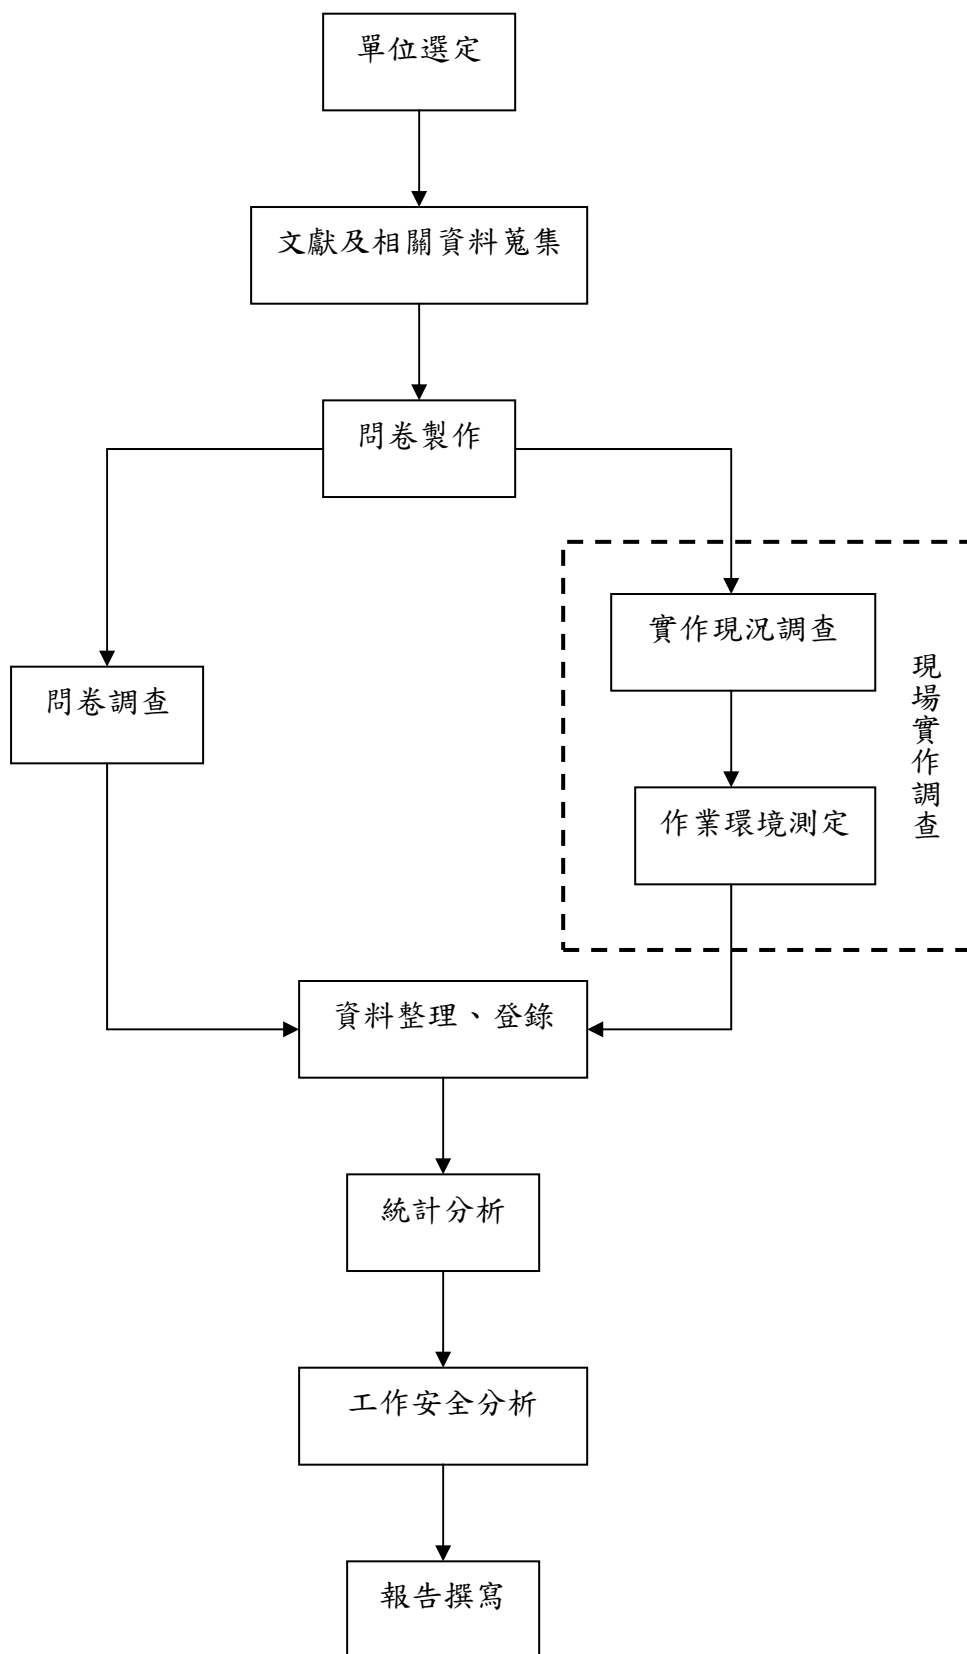 單位選定
文獻及相關資料蒐集
問卷製作
問卷調查
實作現況調查
作業環境測定
現場實作調查
資料整理、登錄
統計分析
工作安全分析
報告撰寫